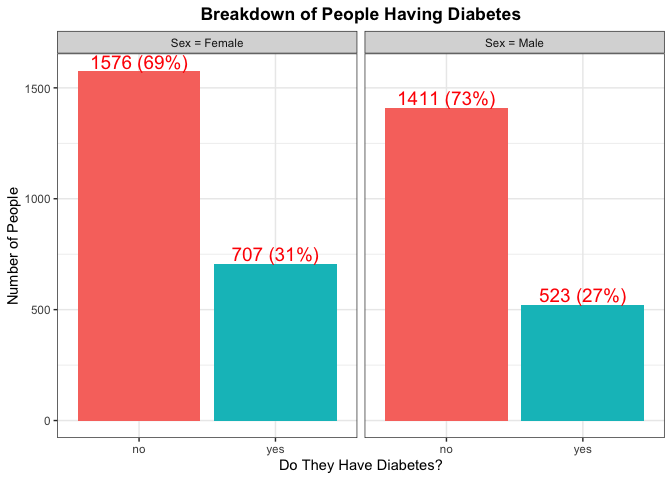 Breakdown of People Having Diabetes
Sex = Female
Sex = Male
1576 (69%)
707 (31%)
1411 (73%)
523 (27%)
1500
1000
500
0
Number of People
no
yes
no
yes
Do They Have Diabetes?